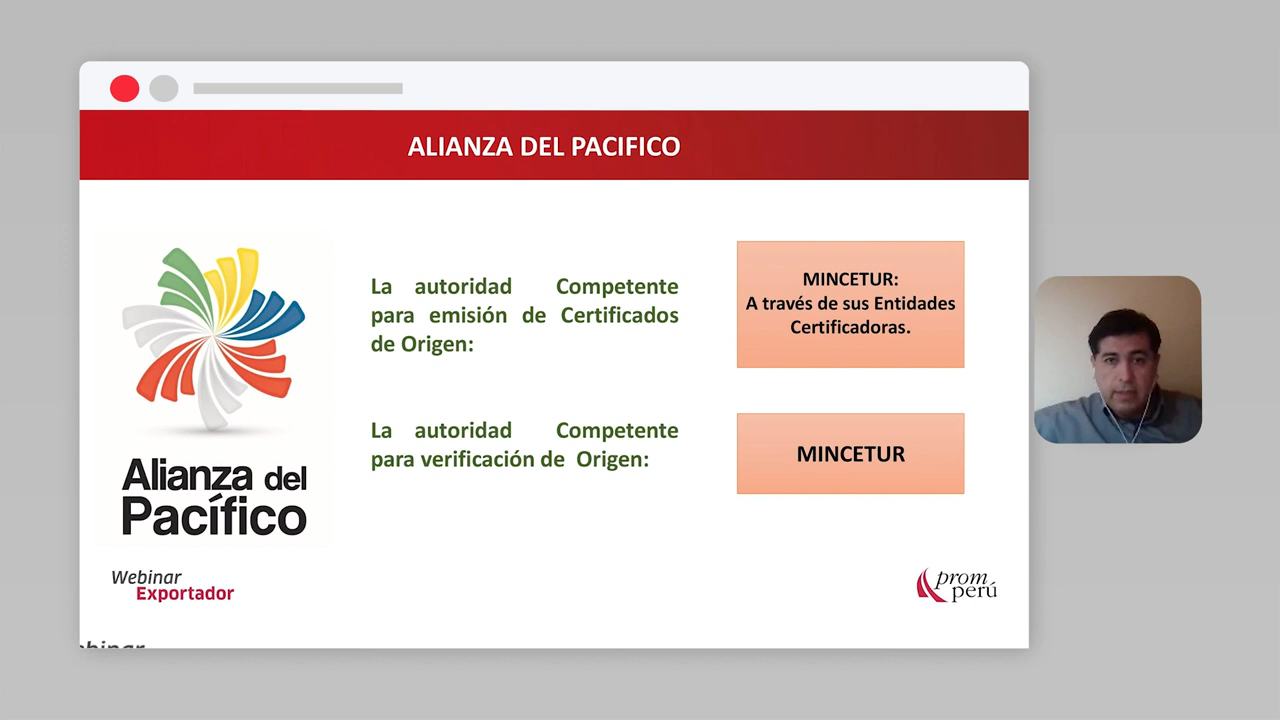 ALIANZA DEL PACIFICO
La autoridad Competente
para emisión de Certificados
de Origen:
MINCETUR:
A través de sus Entidades
Certificadoras.
La autoridad Competente
para verificación de Origen:
MINCETUR
Alianza del
Pacífico
Webinar
Exportador
prom
perú